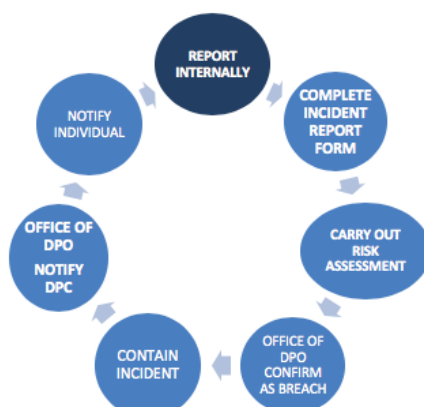 REPORT
INTERNALLY
COMPLETE
INCIDENT
REPORT
FORM
CARRY OUT
RISK
ASSESSMENT
OFFICE OF
DPO
CONFIRM
AS BREACH
CONTAIN
INCIDENT
OFFICE OF
DPO
NOTIFY
DPC
NOTIFY
INDIVIDUAL